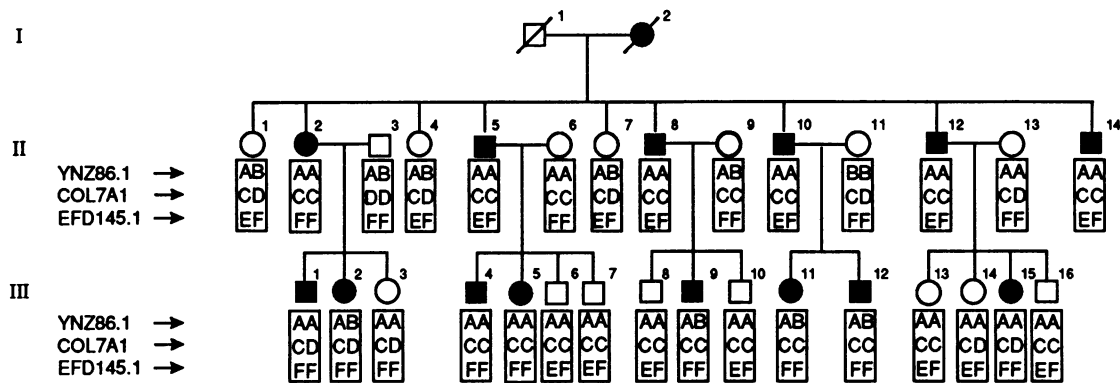 I 1 2
1 2 3 4 5 6 7 8 9 10 11 12 13 14
II
YNZ86.1 → AB AA AB AB AA AA AB AA AB AA BB AA AA AA
COL7A1 → CD CC DD CD CC CC CD CC CC CC CD CC CD CC
EFD145.1 → EF FF FF EF EF FF EF EF FF EF FF EF FF EF
III 1 2 3 4 5 6 7 8 9 10 11 12 13 14 15 16
YNZ86.1 → AA AB AA AA AA AA AA AA AB AA AB AB AA AA AA AA
COL7A1 → CD CD CD CC CC CC CC CC CC CC CC CC CC CD CD CC
EFD145.1 → FF FF FF FF FF EF EF EF FF EF FF FF EF EF FF EF